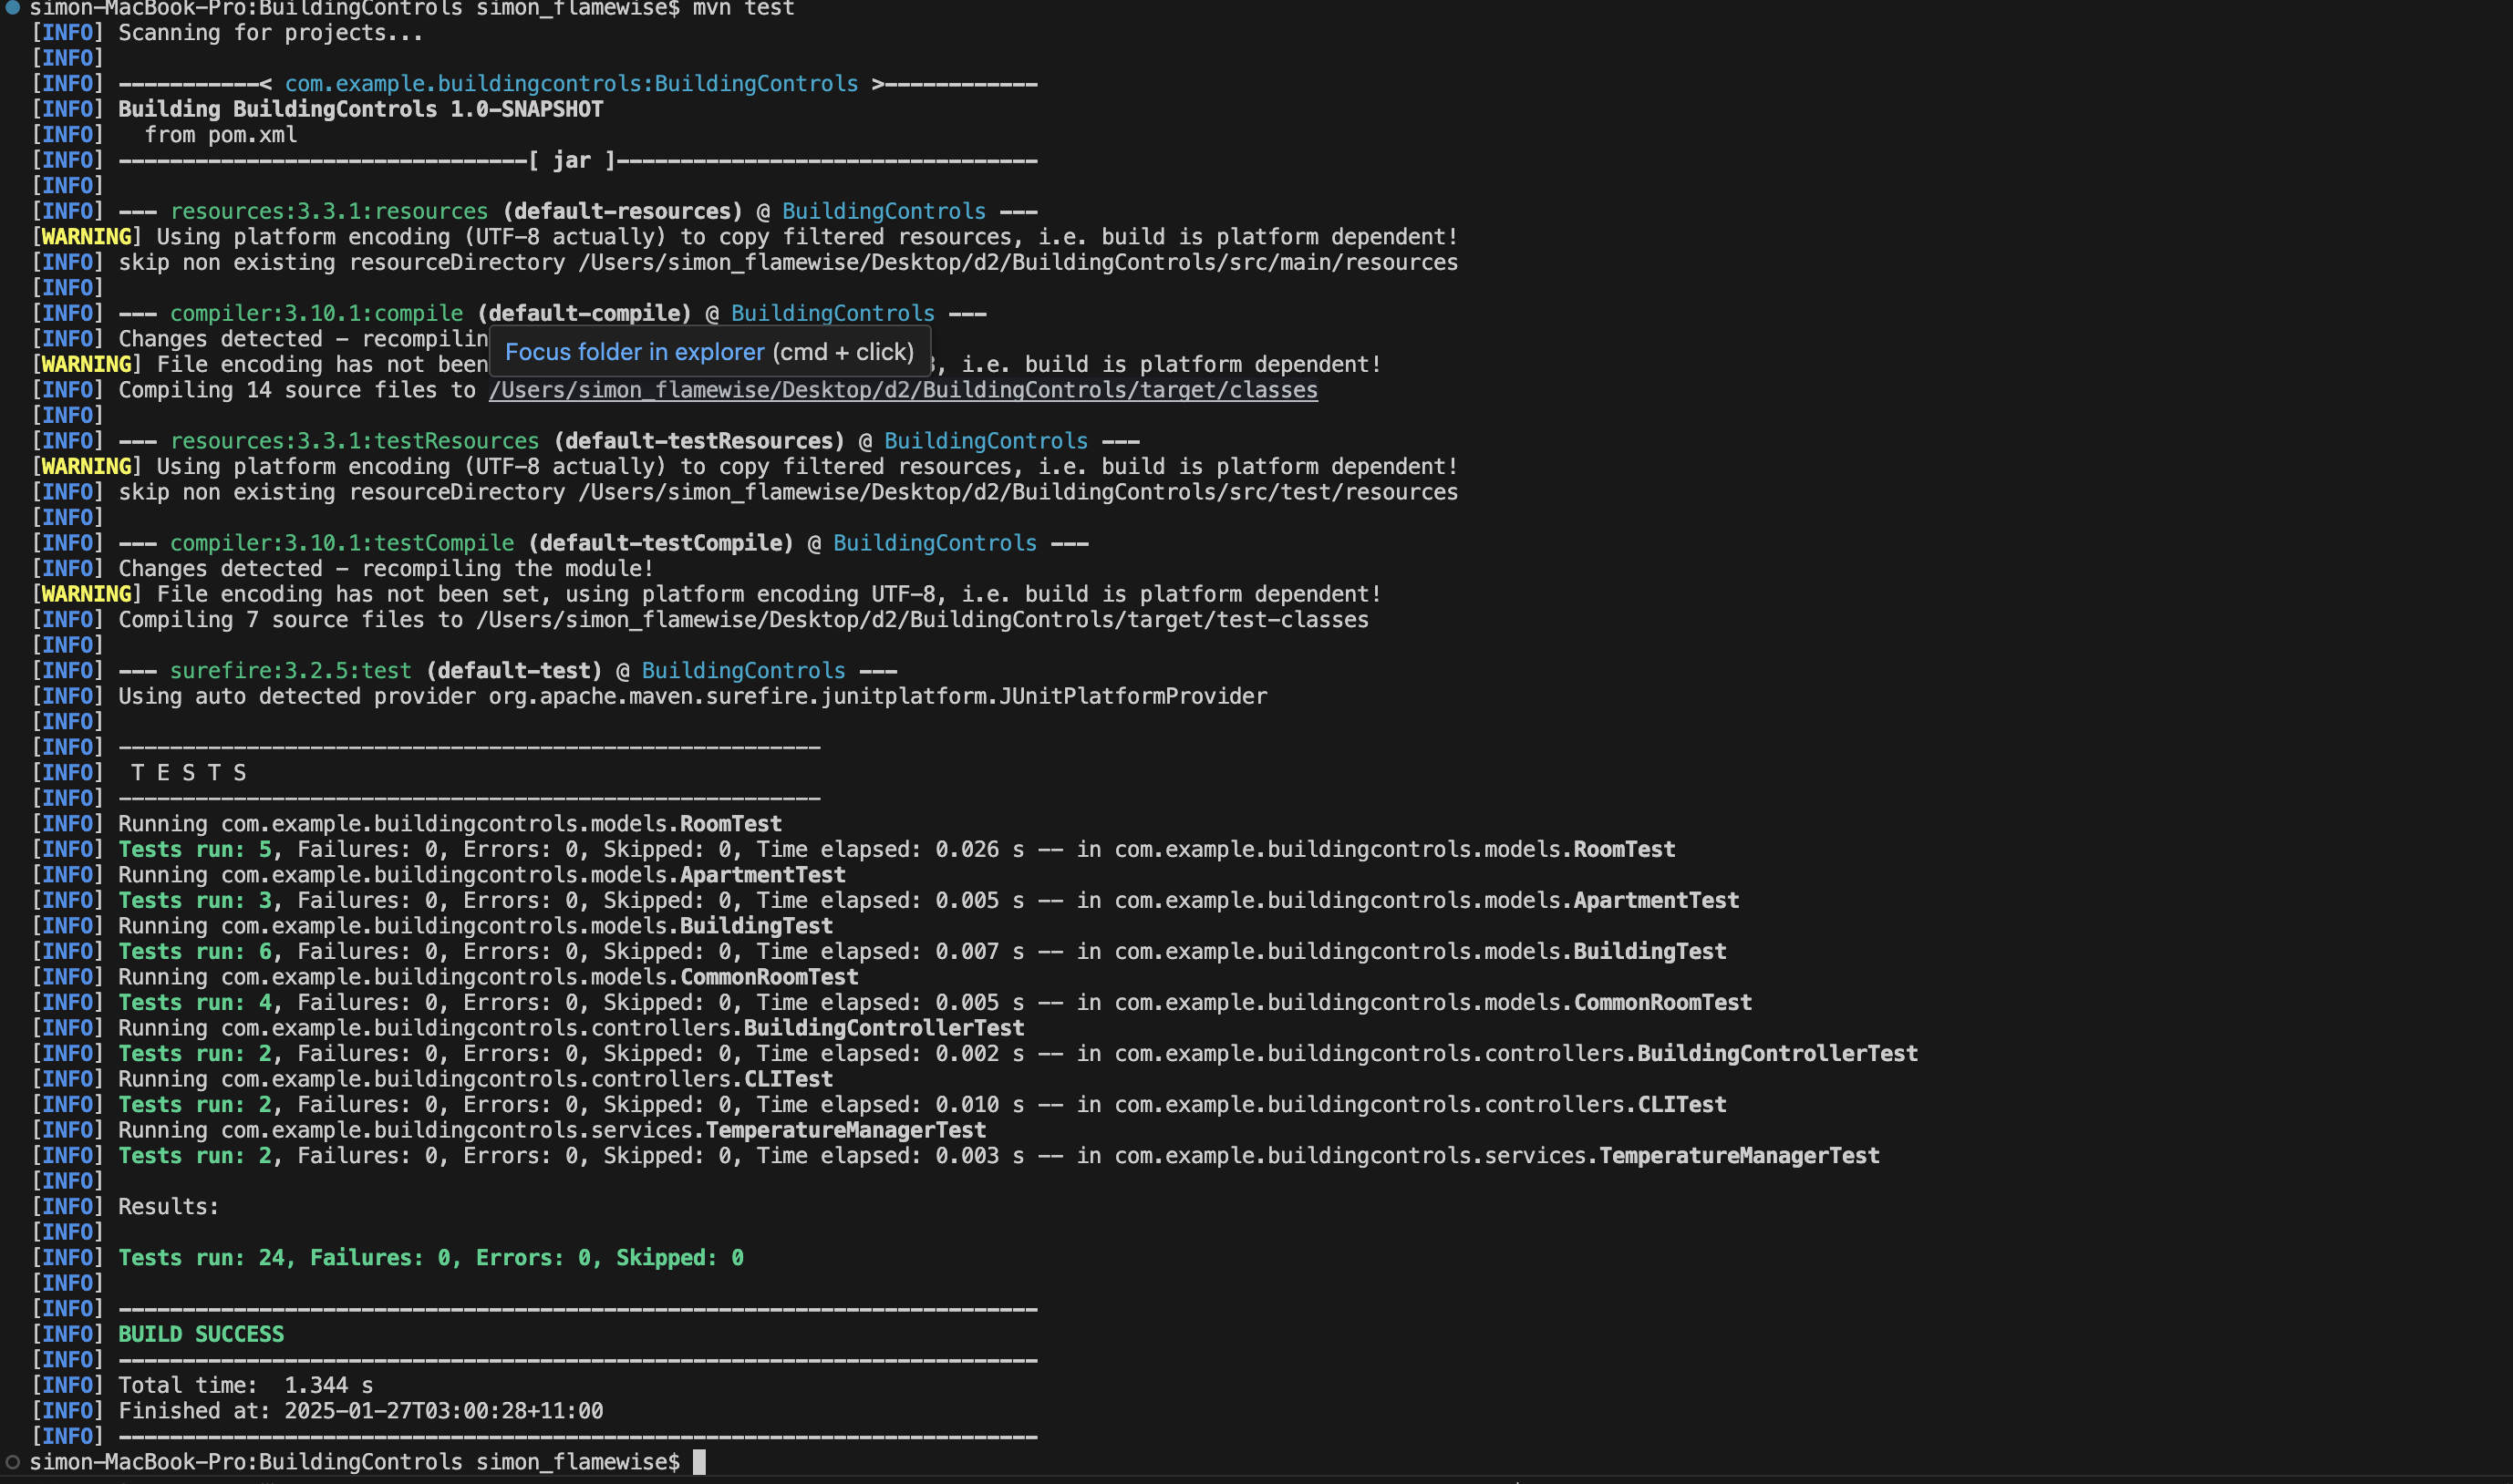 simon-MacBook-Pro:BuildingControls simon_flamewise$ mvn test
[INFO] Scanning for projects...
[INFO]
[INFO] -----------< com.example.buildingcontrols:BuildingControls >------------
[INFO] Building BuildingControls 1.0-SNAPSHOT
[INFO]   from pom.xml
[INFO] --------------------------------[ jar ]---------------------------------
[INFO]
[INFO] --- resources:3.3.1:resources (default-resources) @ BuildingControls ---
[WARNING] Using platform encoding (UTF-8 actually) to copy filtered resources, i.e. build is platform dependent!
[INFO] skip non existing resourceDirectory /Users/simon_flamewise/Desktop/d2/BuildingControls/src/main/resources
[INFO]
[INFO] --- compiler:3.10.1:compile (default-compile) @ BuildingControls ---
[INFO] Changes detected - recompilin
Focus folder in explorer (cmd + click)
[WARNING] File encoding has not been , i.e. build is platform dependent!
[INFO] Compiling 14 source files to /Users/simon_flamewise/Desktop/d2/BuildingControls/target/classes
[INFO]
[INFO] --- resources:3.3.1:testResources (default-testResources) @ BuildingControls ---
[WARNING] Using platform encoding (UTF-8 actually) to copy filtered resources, i.e. build is platform dependent!
[INFO] skip non existing resourceDirectory /Users/simon_flamewise/Desktop/d2/BuildingControls/src/test/resources
[INFO]
[INFO] --- compiler:3.10.1:testCompile (default-testCompile) @ BuildingControls ---
[INFO] Changes detected - recompiling the module!
[WARNING] File encoding has not been set, using platform encoding UTF-8, i.e. build is platform dependent!
[INFO] Compiling 7 source files to /Users/simon_flamewise/Desktop/d2/BuildingControls/target/test-classes
[INFO]
[INFO] --- surefire:3.2.5:test (default-test) @ BuildingControls ---
[INFO] Using auto detected provider org.apache.maven.surefire.junitplatform.JUnitPlatformProvider
[INFO]
[INFO] -------------------------------------------------------
[INFO]  T E S T S
[INFO] -------------------------------------------------------
[INFO] Running com.example.buildingcontrols.models.RoomTest
[INFO] Tests run: 5, Failures: 0, Errors: 0, Skipped: 0, Time elapsed: 0.026 s -- in com.example.buildingcontrols.models.RoomTest
[INFO] Running com.example.buildingcontrols.models.ApartmentTest
[INFO] Tests run: 3, Failures: 0, Errors: 0, Skipped: 0, Time elapsed: 0.005 s -- in com.example.buildingcontrols.models.ApartmentTest
[INFO] Running com.example.buildingcontrols.models.BuildingTest
[INFO] Tests run: 6, Failures: 0, Errors: 0, Skipped: 0, Time elapsed: 0.007 s -- in com.example.buildingcontrols.models.BuildingTest
[INFO] Running com.example.buildingcontrols.models.CommonRoomTest
[INFO] Tests run: 4, Failures: 0, Errors: 0, Skipped: 0, Time elapsed: 0.005 s -- in com.example.buildingcontrols.models.CommonRoomTest
[INFO] Running com.example.buildingcontrols.controllers.BuildingControllerTest
[INFO] Tests run: 2, Failures: 0, Errors: 0, Skipped: 0, Time elapsed: 0.002 s -- in com.example.buildingcontrols.controllers.BuildingControllerTest
[INFO] Running com.example.buildingcontrols.controllers.CLITest
[INFO] Tests run: 2, Failures: 0, Errors: 0, Skipped: 0, Time elapsed: 0.010 s -- in com.example.buildingcontrols.controllers.CLITest
[INFO] Running com.example.buildingcontrols.services.TemperatureManagerTest
[INFO] Tests run: 2, Failures: 0, Errors: 0, Skipped: 0, Time elapsed: 0.003 s -- in com.example.buildingcontrols.services.TemperatureManagerTest
[INFO]
[INFO] Results:
[INFO]
[INFO] Tests run: 24, Failures: 0, Errors: 0, Skipped: 0
[INFO]
[INFO] ------------------------------------------------------------------------
[INFO] BUILD SUCCESS
[INFO] ------------------------------------------------------------------------
[INFO] Total time:  1.344 s
[INFO] Finished at: 2025-01-27T03:00:28+11:00
[INFO] ------------------------------------------------------------------------
simon-MacBook-Pro:BuildingControls simon_flamewise$